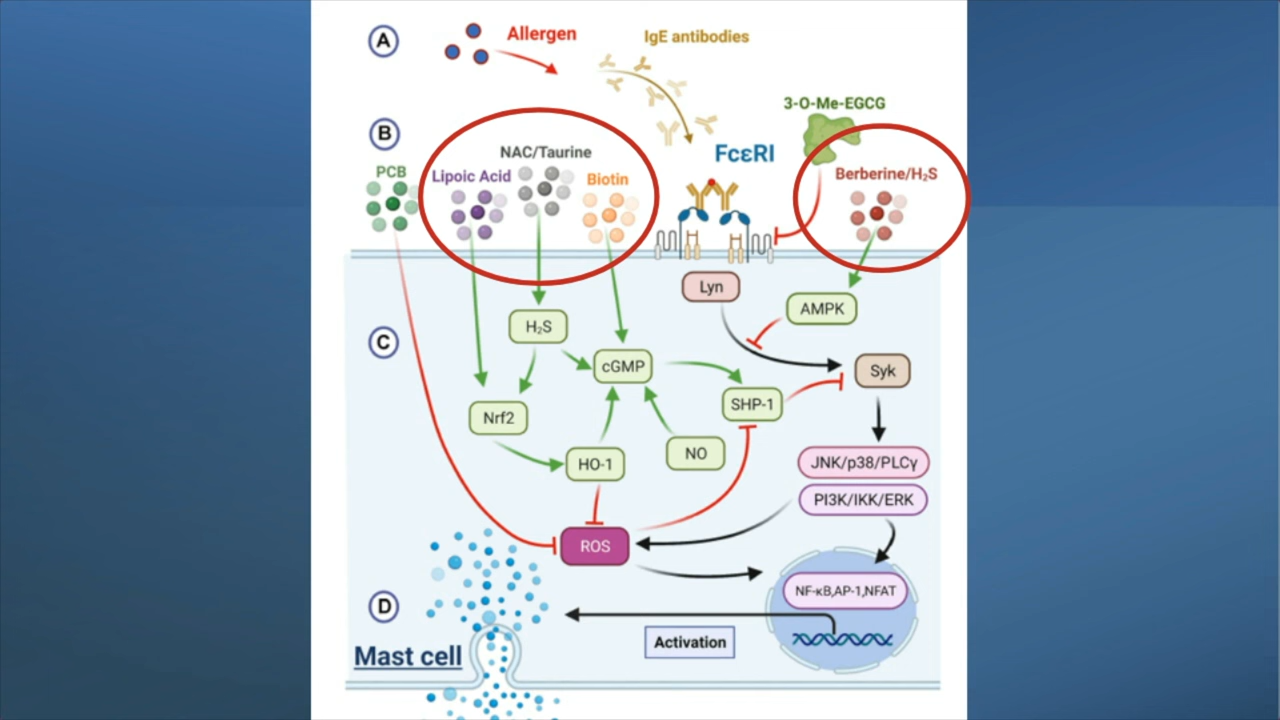 A
Allergen
IgE antibodies
3-O-Me-EGCG
B
NAC/Taurine
FcεRI
PCB
Lipoic Acid
Biotin
Berberine/H₂S
Lyn
AMPK
H₂S
C
cGMP
Syk
SHP-1
Nrf2
NO
HO-1
JNK/p38/PLCγ
PI3K/IKK/ERK
ROS
NF-κB,AP-1,NFAT
D
Activation
Mast cell